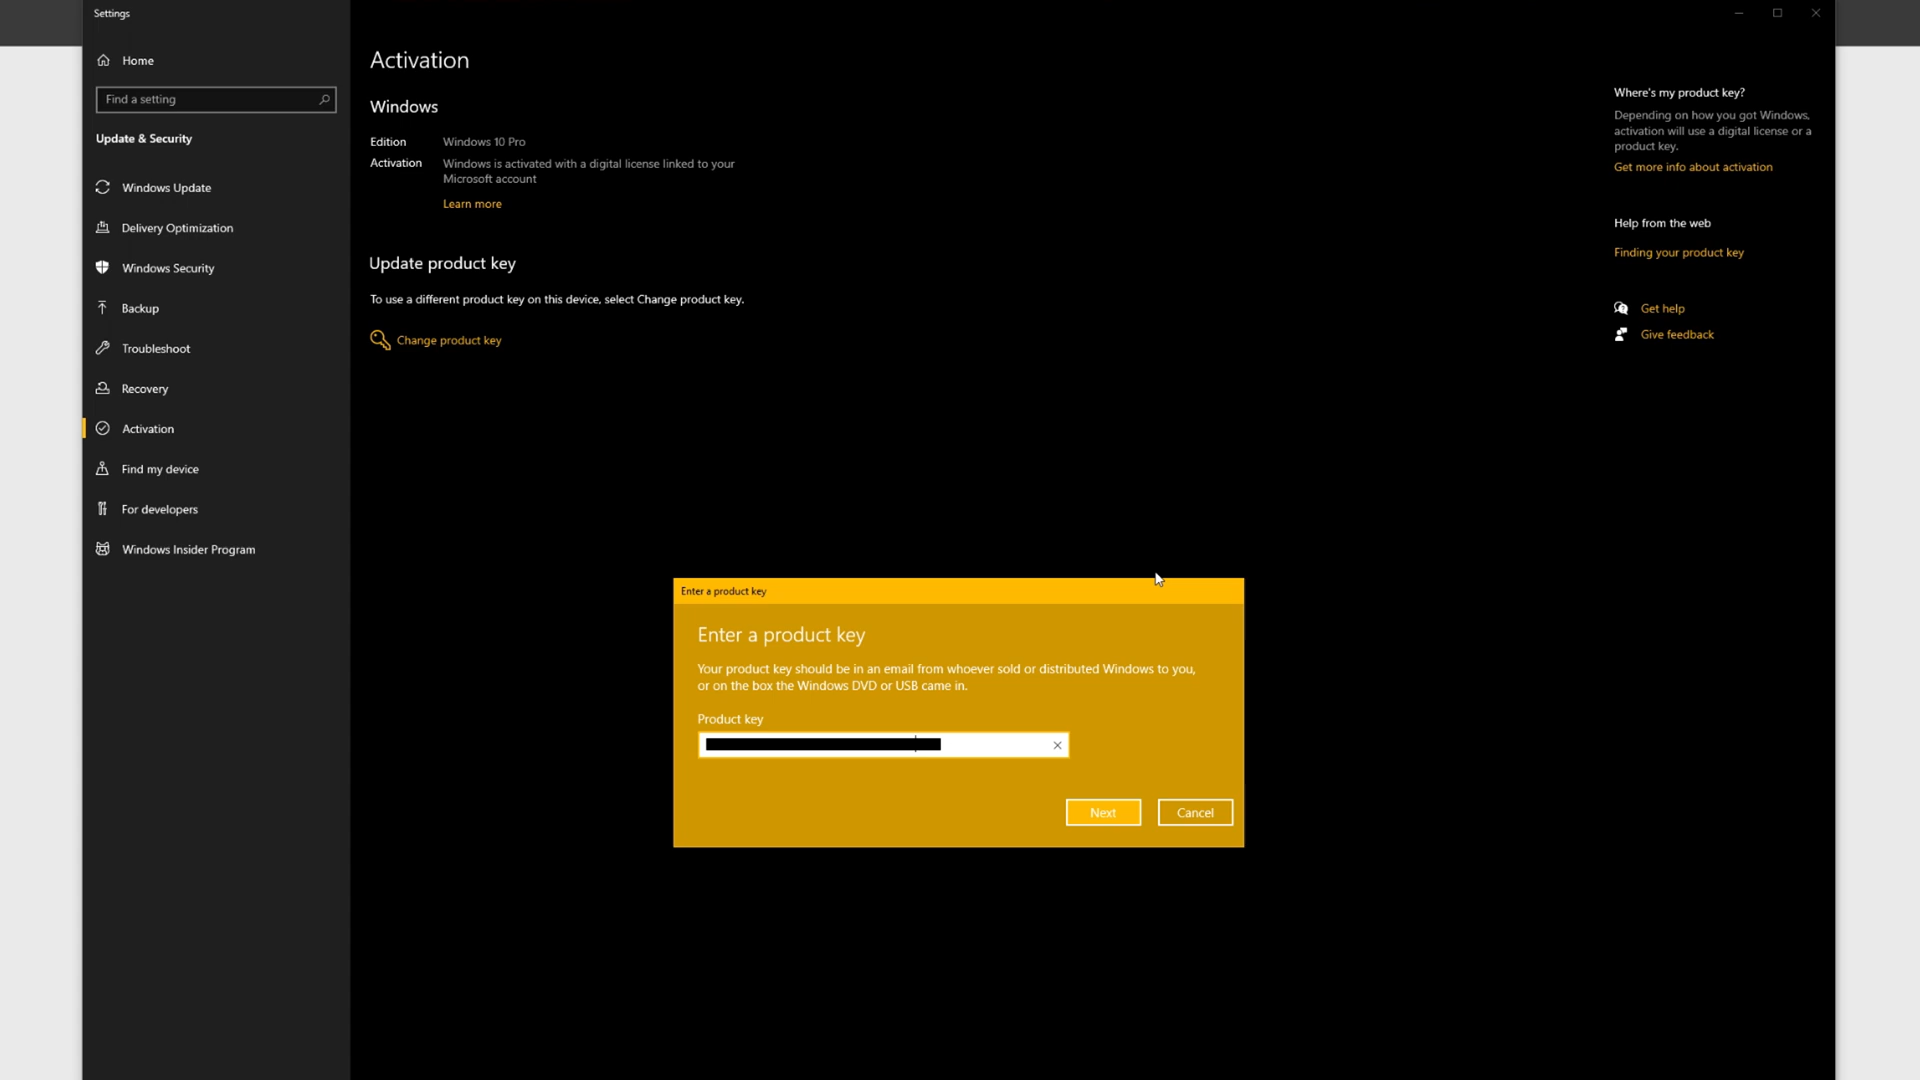 Settings
Home
Find a setting
Update & Security
Windows Update
Delivery Optimization
Windows Security
Backup
Troubleshoot
Recovery
Activation
Find my device
For developers
Windows Insider Program
Activation
Windows
Edition Windows 10 Pro
Activation Windows is activated with a digital license linked to your
Microsoft account
Learn more
Update product key
To use a different product key on this device, select Change product key.
Change product key
Where's my product key?
Depending on how you got Windows,
activation will use a digital license or a
product key.
Get more info about activation
Help from the web
Finding your product key
Get help
Give feedback
Enter a product key
Enter a product key
Your product key should be in an email from whoever sold or distributed Windows to you,
or on the box the Windows DVD or USB came in.
Product key
Next Cancel